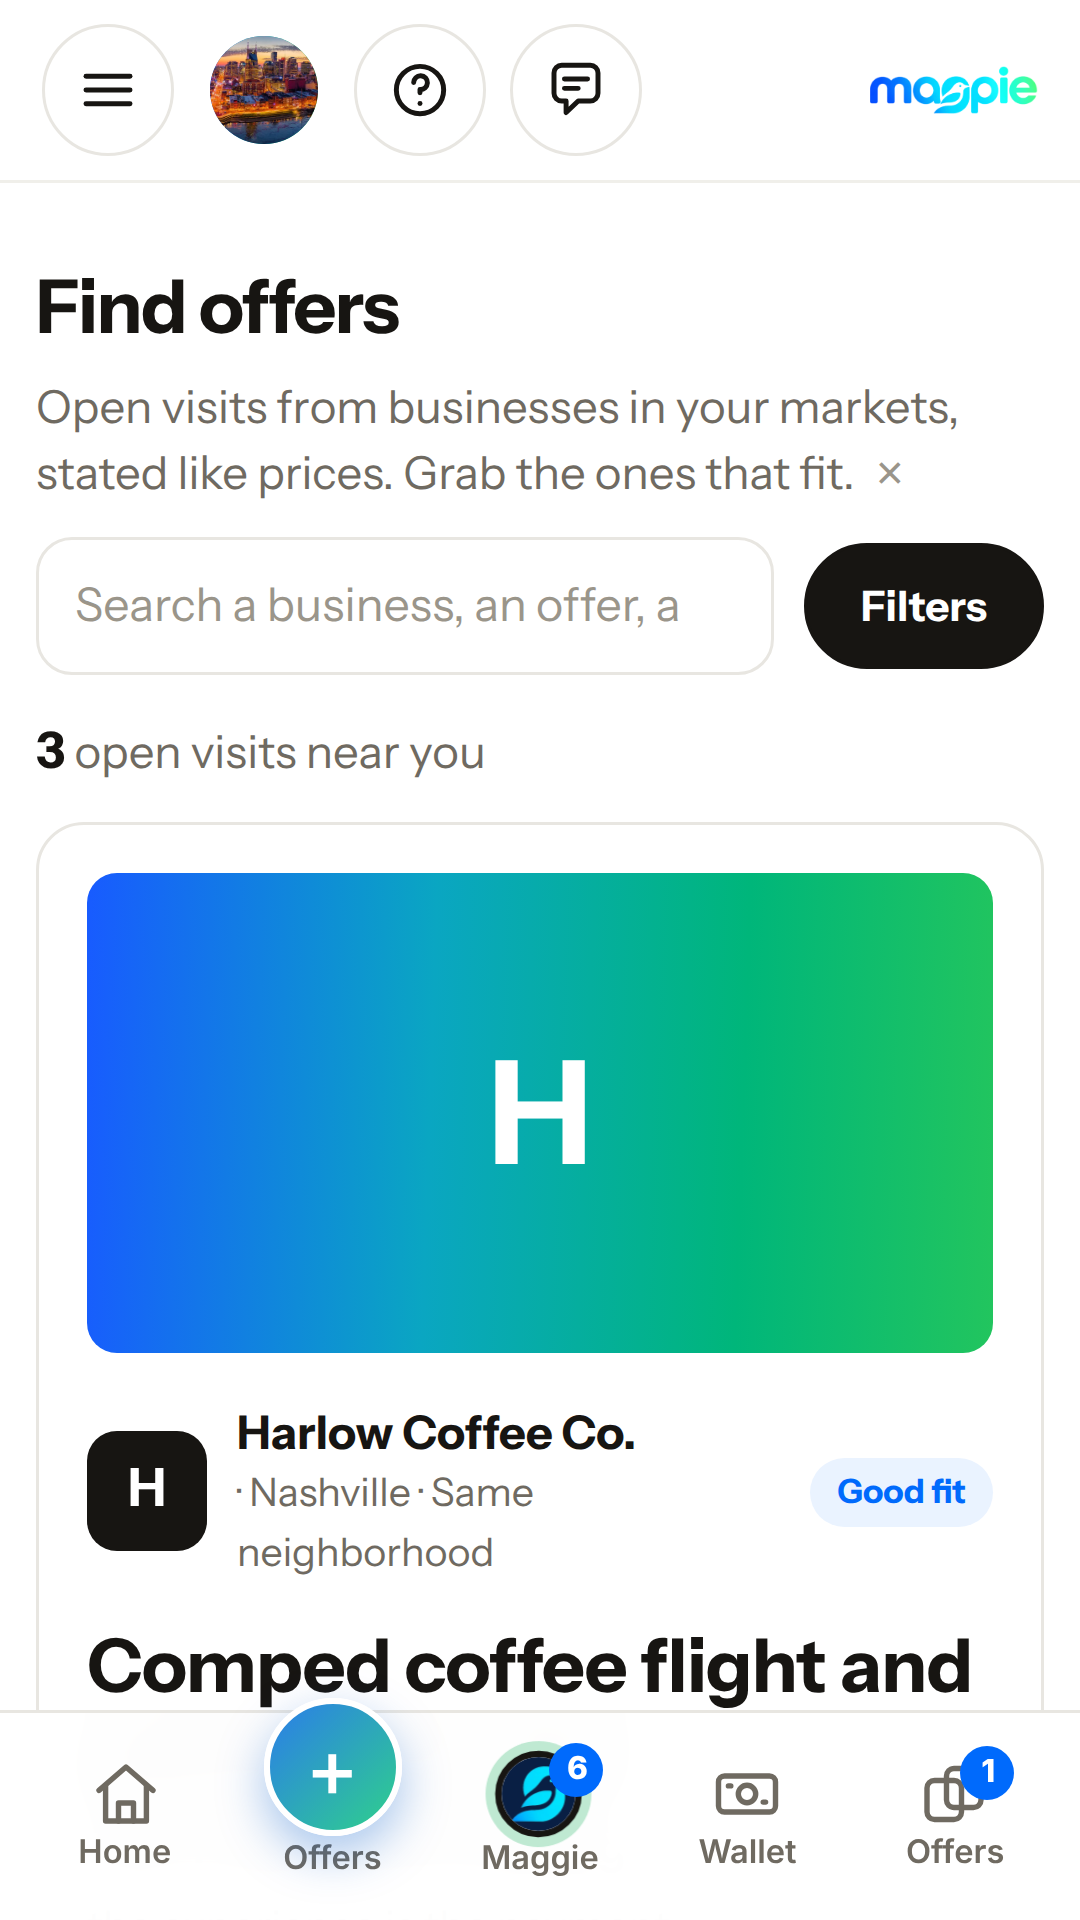 magpie
Find offers
Open visits from businesses in your markets,
stated like prices. Grab the ones that fit. ×
Search a business, an offer, a
Filters
3 open visits near you
H
H
Harlow Coffee Co.
· Nashville · Same
neighborhood
Good fit
Comped coffee flight and
+
6
1
Home
Offers
Maggie
Wallet
Offers